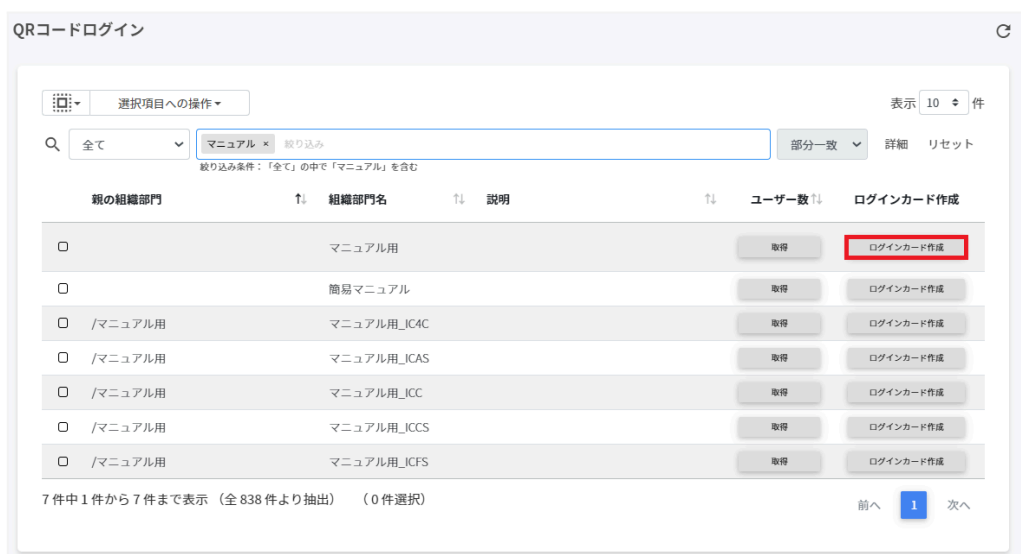 QRコードログイン
選択項目への操作 表示 10 件
全て マニュアル × 絞り込み 部分一致 詳細 リセット
絞り込み条件：「全て」の中で「マニュアル」を含む
親の組織部門 ↑↓ 組織部門名 ↑↓ 説明 ↑↓ ユーザー数 ↑↓ ログインカード作成
マニュアル用 取得 ログインカード作成
簡易マニュアル 取得 ログインカード作成
/マニュアル用 マニュアル用_IC4C 取得 ログインカード作成
/マニュアル用 マニュアル用_ICAS 取得 ログインカード作成
/マニュアル用 マニュアル用_ICC 取得 ログインカード作成
/マニュアル用 マニュアル用_ICCS 取得 ログインカード作成
/マニュアル用 マニュアル用_ICFS 取得 ログインカード作成
7 件中 1 件から 7 件まで表示 （全 838 件より抽出） （ 0 件選択） 前へ 1 次へ